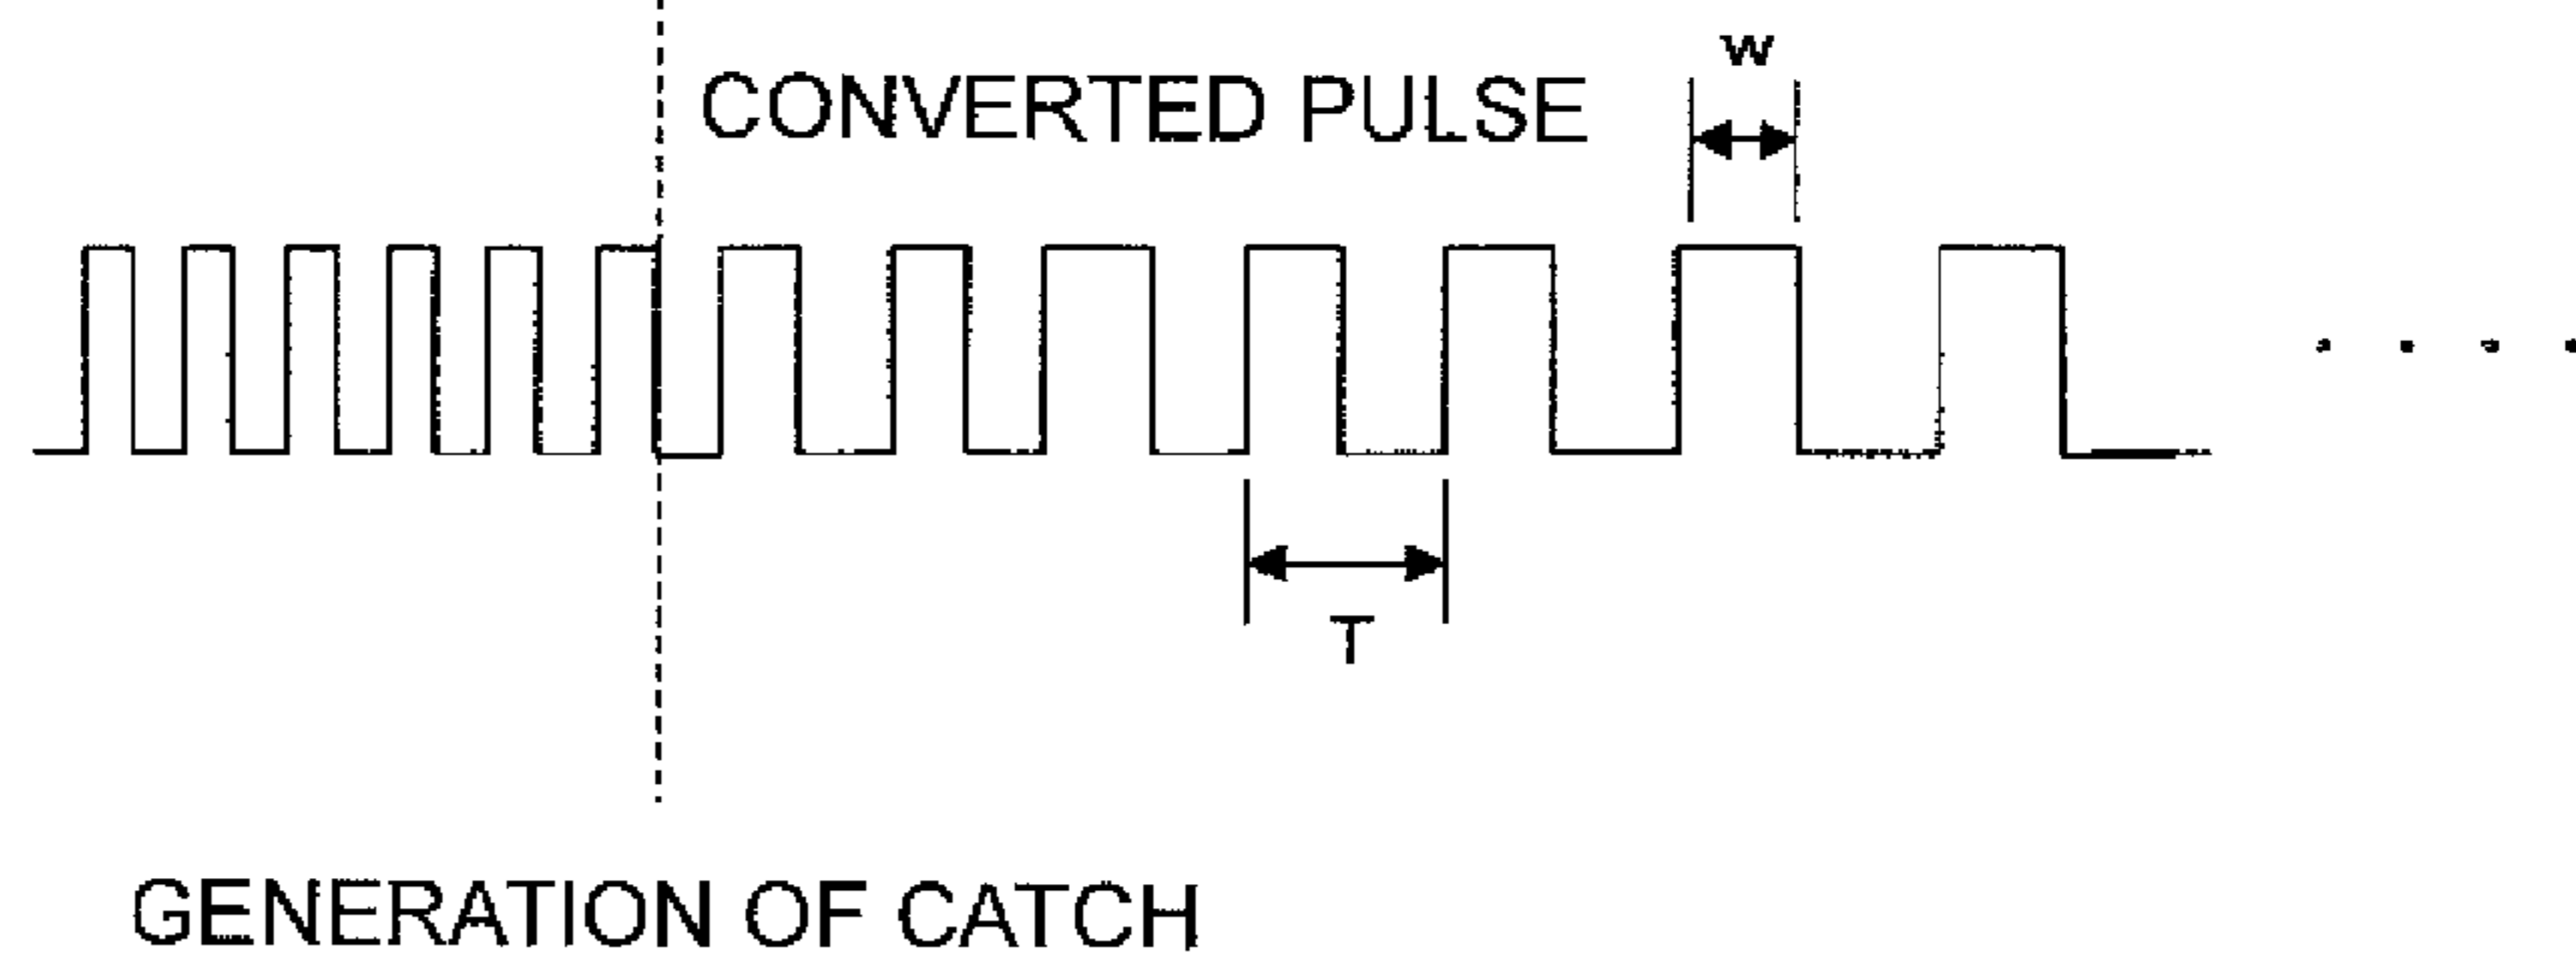 w
CONVERTED PULSE
T
GENERATION OF CATCH